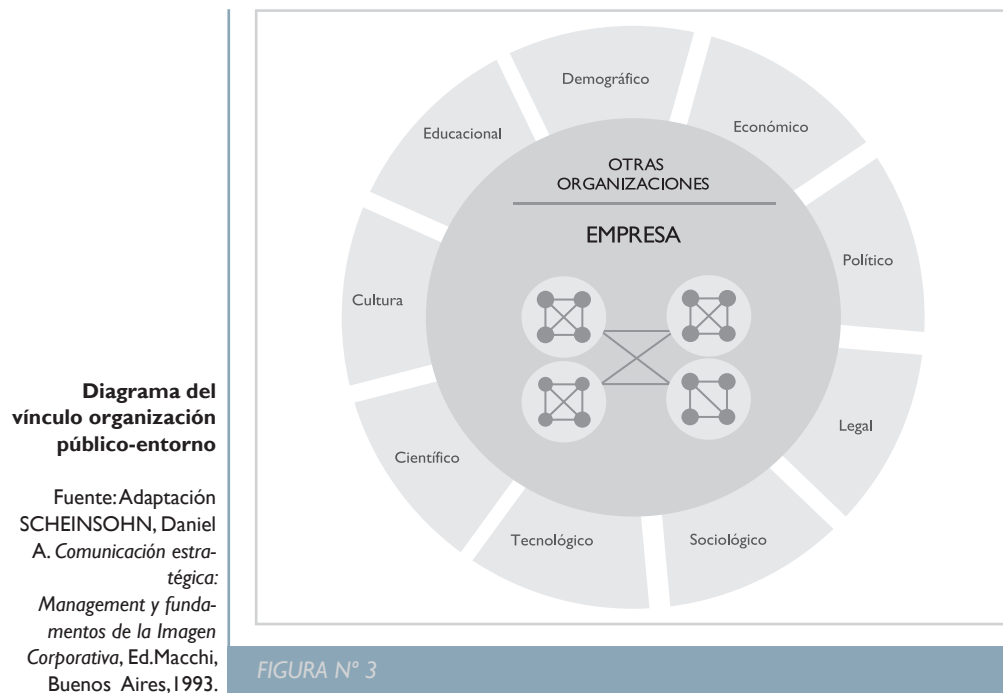 Diagrama del
vínculo organización
público-entorno
Fuente: Adaptación
SCHEINSOHN, Daniel
A. Comunicación estra-
tégica:
Management y funda-
mentos de la Imagen
Corporativa, Ed.Macchi,
Buenos Aires,1993.
Demográfico
Económico
Político
Legal
Sociológico
Tecnológico
Científico
Cultura
Educacional
OTRAS
ORGANIZACIONES
EMPRESA
FIGURA Nº 3